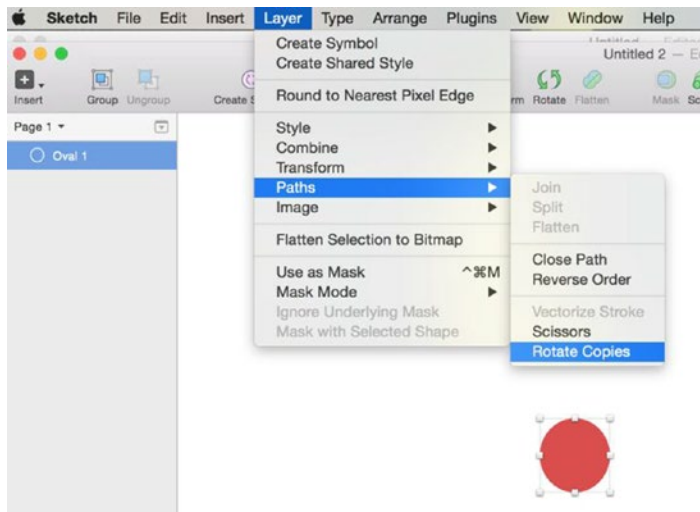 Sketch File Edit Insert Layer Type Arrange Plugins View Window Help
Untitled 2
Insert Group Ungroup Create Rotate Flatten Mask
Page 1
Oval 1
Create Symbol
Create Shared Style
Round to Nearest Pixel Edge
Style
Combine
Transform
Paths
Image
Flatten Selection to Bitmap
Use as Mask ^⌘M
Mask Mode
Ignore Underlying Mask
Mask with Selected Shape
Join
Split
Flatten
Close Path
Reverse Order
Vectorize Stroke
Scissors
Rotate Copies